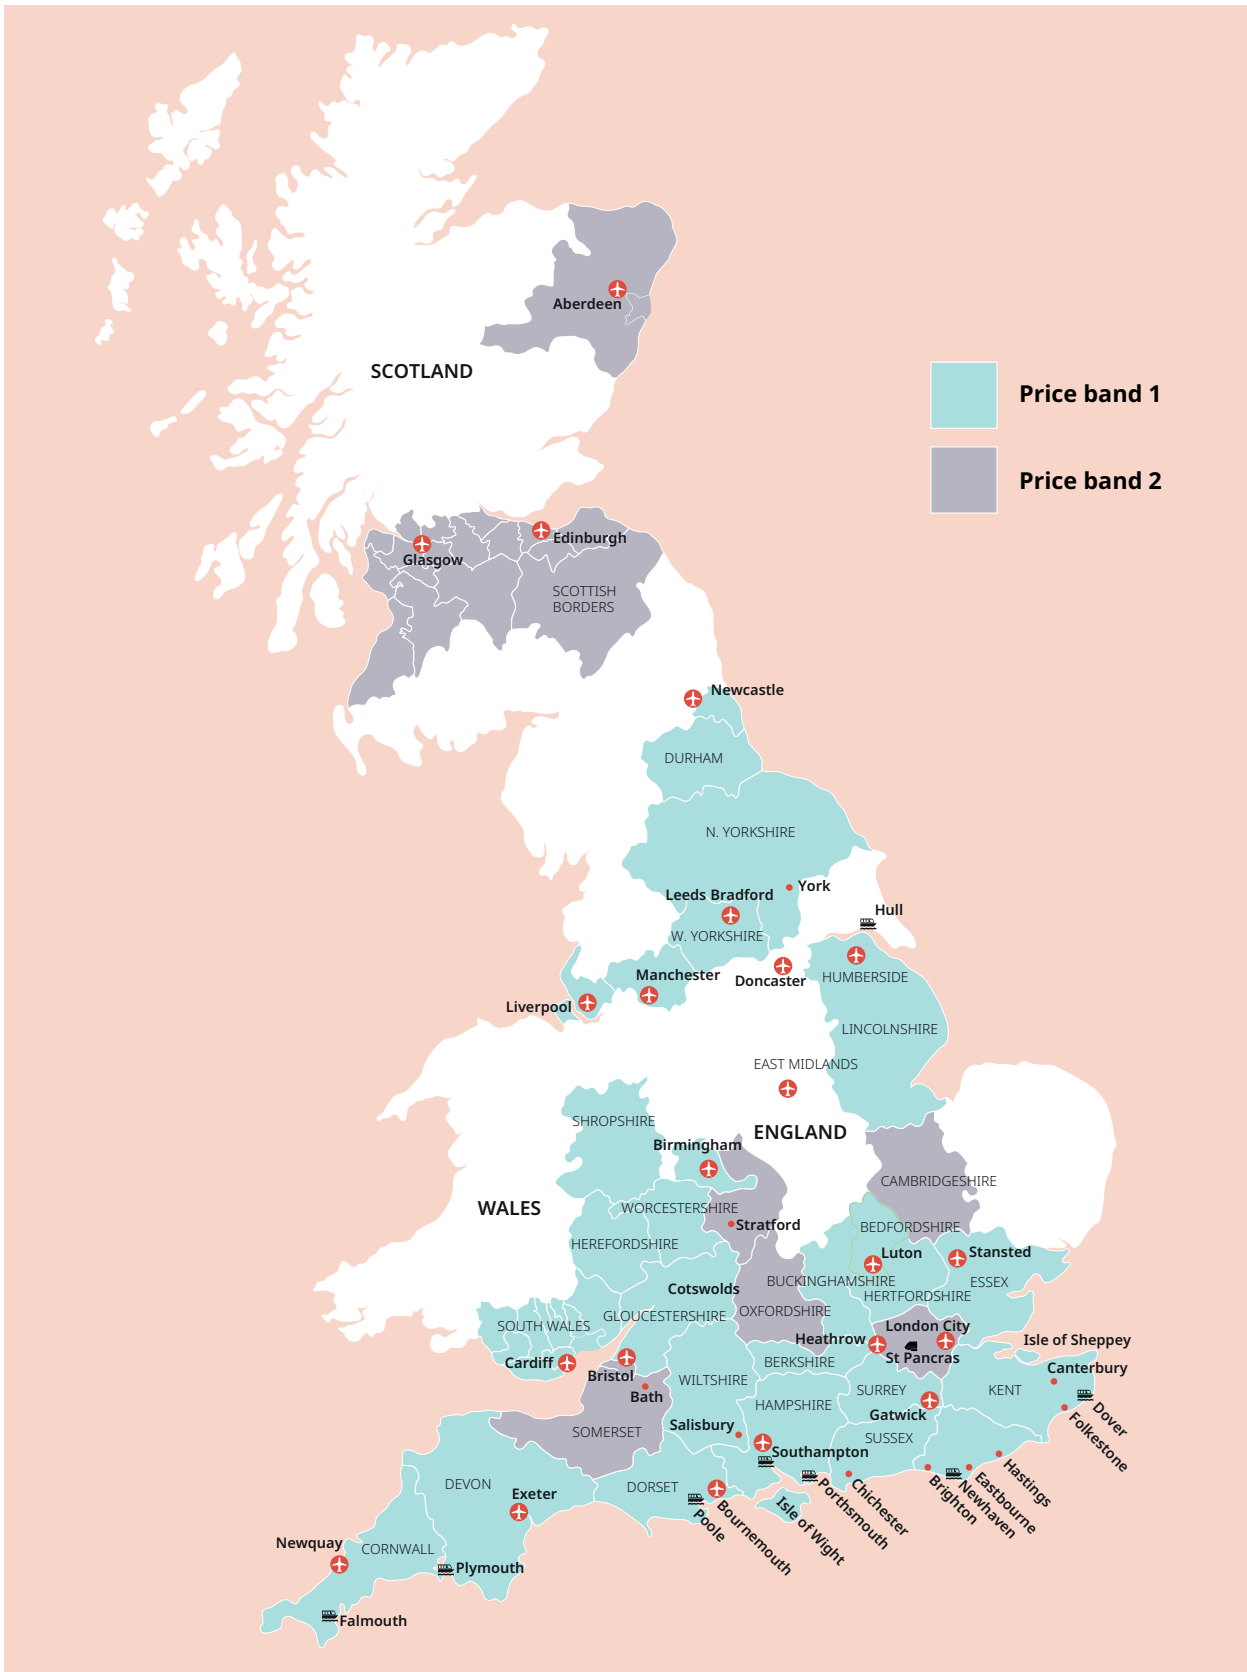 Aberdeen
SCOTLAND
Price band 1
Price band 2
Edinburgh
Glasgow
SCOTTISH
BORDERS
Newcastle
DURHAM
N. YORKSHIRE
York
Leeds Bradford
Hull
W. YORKSHIRE
Manchester
Doncaster
HUMBERSIDE
Liverpool
LINCOLNSHIRE
EAST MIDLANDS
SHROPSHIRE
ENGLAND
Birmingham
CAMBRIDGESHIRE
WALES
WORCESTERSHIRE
Stratford
BEDFORDSHIRE
HEREFORDSHIRE
Luton
Stansted
BUCKINGHAMSHIRE
ESSEX
Cotswolds
HERTFORDSHIRE
OXFORDSHIRE
GLOUCESTERSHIRE
SOUTH WALES
London City
Heathrow
Isle of Sheppey
St Pancras
Cardiff
BERKSHIRE
Canterbury
Bristol
WILTSHIRE
SURREY
KENT
Bath
HAMPSHIRE
Gatwick
Dover
Folkestone
Salisbury
SOMERSET
SUSSEX
Southampton
Hastings
Eastbourne
Newhaven
Brighton
Chichester
Porthsmouth
Isle of Wight
DEVON
DORSET
Exeter
Bournemouth
Poole
Newquay
CORNWALL
Plymouth
Falmouth